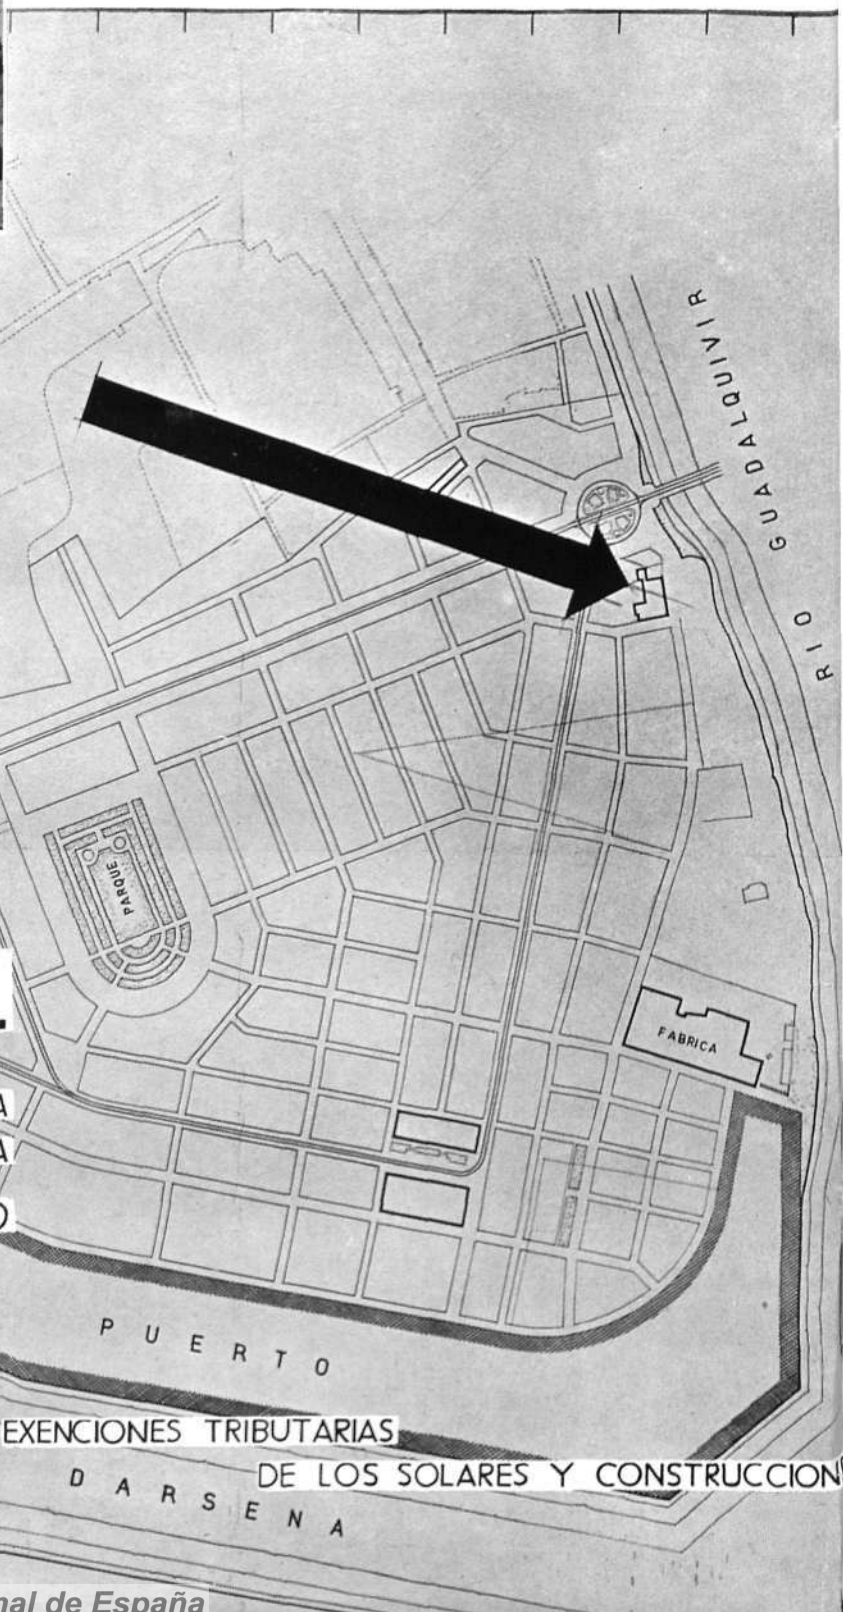 RIO GUADALQUIVIR
PARQUE
FABRICA
A
A
O
PUERTO
EXENCIONES TRIBUTARIAS
DE LOS SOLARES Y CONSTRUCCION
DARSENA
nal de España